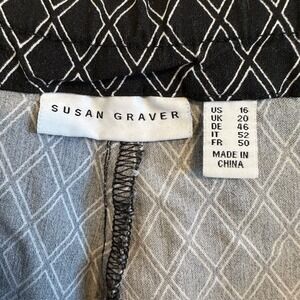 SUSAN GRAVER
US 16
UK 20
DE 46
IT 52
FR 50
MADE IN
CHINA